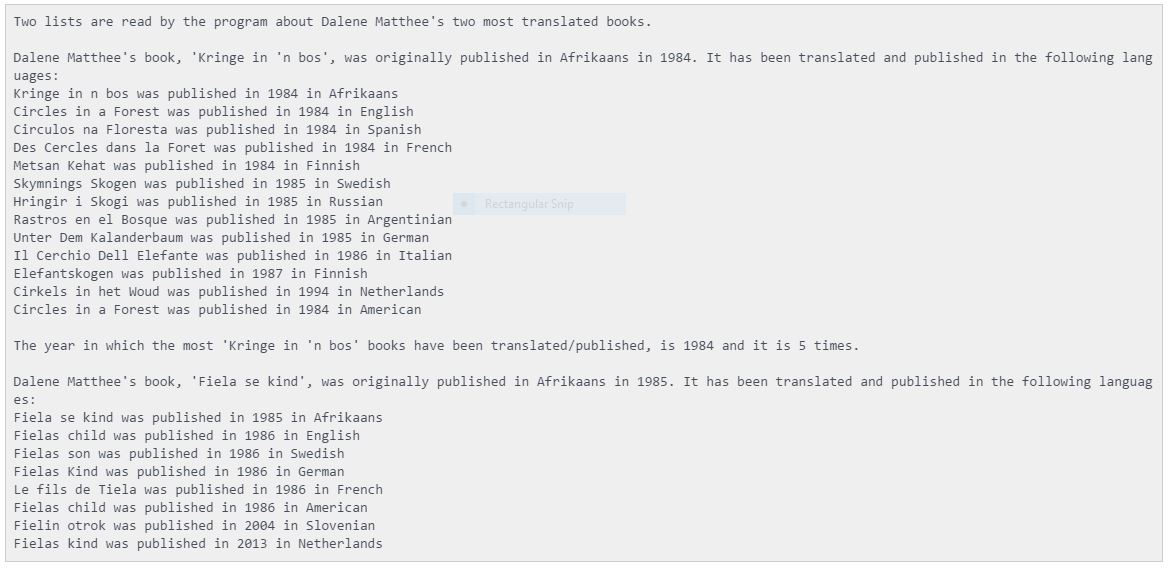 Two lists are read by the program about Dalene Matthee's two most translated books.
Dalene Matthee's book, 'Kringe in 'n bos', was originally published in Afrikaans in 1984. It has been translated and published in the following lang
uages:
Kringe in n bos was published in 1984 in Afrikaans
Circles in a Forest was published in 1984 in English
Circulos na Floresta was published in 1984 in Spanish
Des Cercles dans la Foret was published in 1984 in French
Metsan Kehat was published in 1984 in Finnish
Skymnings Skogen was published in 1985 in Swedish
Hringir i Skogi was published in 1985 in Russian
Rectangular Snip
Rastros en el Bosque was published in 1985 in Argentinian
Unter Dem Kalanderbaum was published in 1985 in German
Il Cerchio Dell Elefante was published in 1986 in Italian
Elefantskogen was published in 1987 in Finnish
Cirkels in het Woud was published in 1994 in Netherlands
Circles in a Forest was published in 1984 in American
The year in which the most 'Kringe in 'n bos' books have been translated/published, is 1984 and it is 5 times.
Dalene Matthee's book, 'Fiela se kind', was originally published in Afrikaans in 1985. It has been translated and published in the following languag
es:
Fiela se kind was published in 1985 in Afrikaans
Fielas child was published in 1986 in English
Fielas son was published in 1986 in Swedish
Fielas Kind was published in 1986 in German
Le fils de Tiela was published in 1986 in French
Fielas child was published in 1986 in American
Fielin otrok was published in 2004 in Slovenian
Fielas kind was published in 2013 in Netherlands